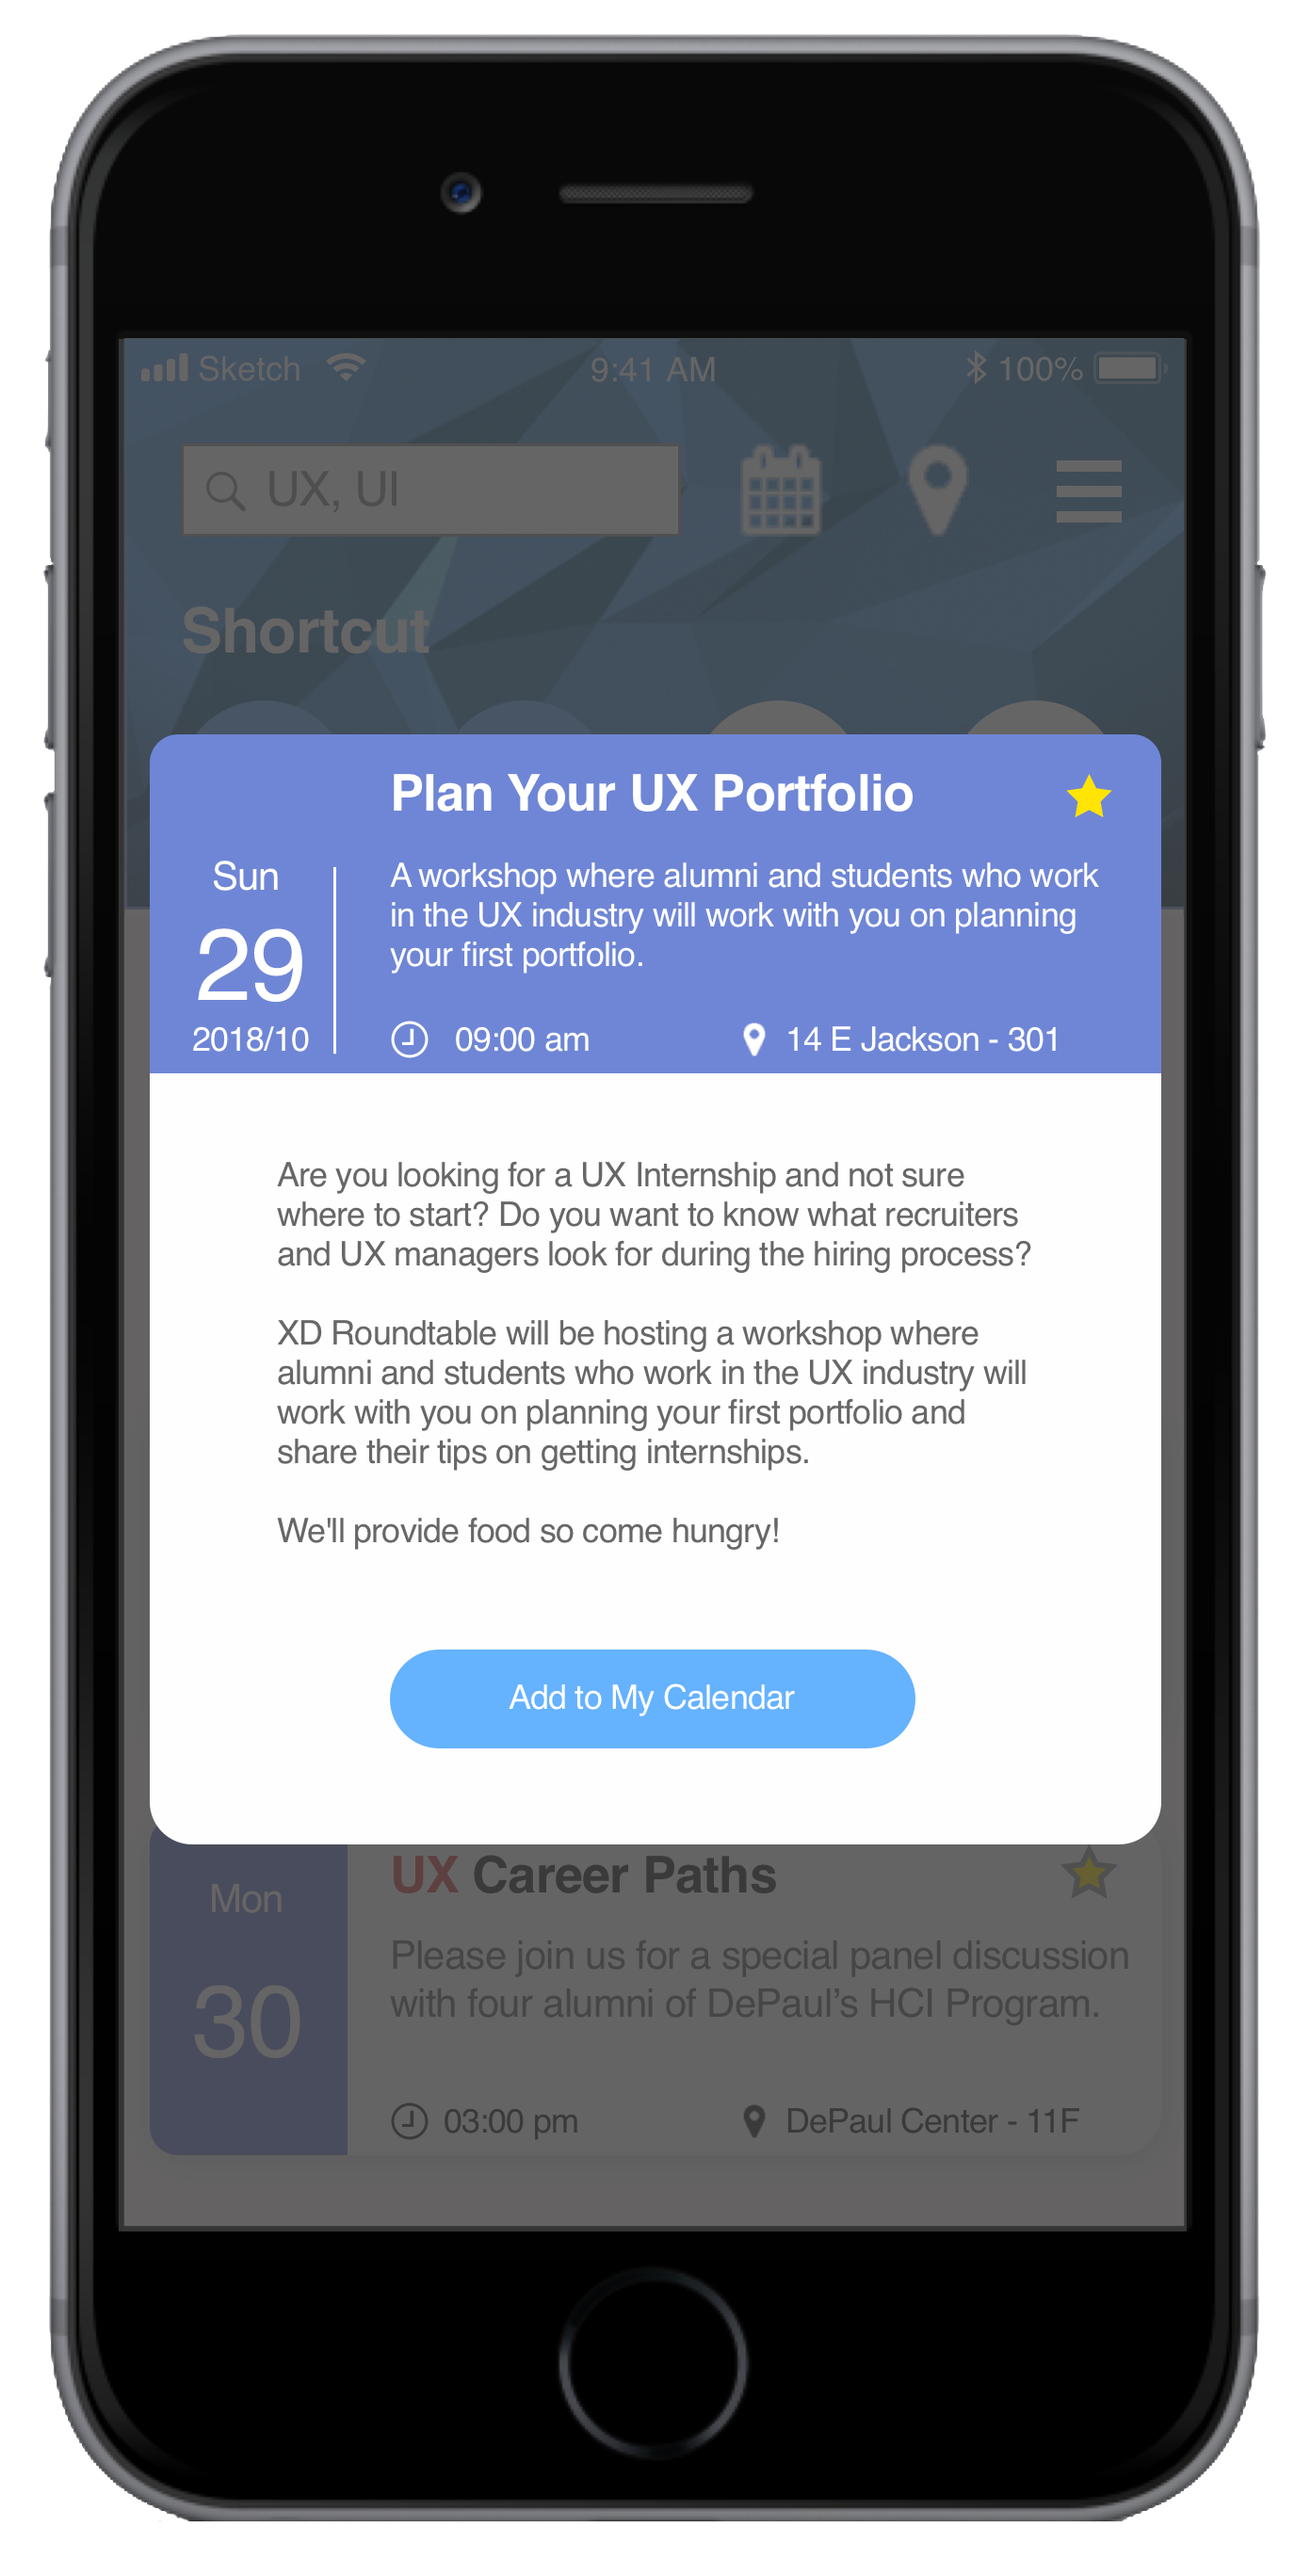 Sketch 9:41 AM 100%
UX, UI
Shortcut
Plan Your UX Portfolio
Sun
29
2018/10
A workshop where alumni and students who work
in the UX industry will work with you on planning
your first portfolio.
09:00 am
14 E Jackson - 301
Are you looking for a UX Internship and not sure
where to start? Do you want to know what recruiters
and UX managers look for during the hiring process?
XD Roundtable will be hosting a workshop where
alumni and students who work in the UX industry will
work with you on planning your first portfolio and
share their tips on getting internships.
We'll provide food so come hungry!
Add to My Calendar
Mon
30
UX Career Paths
Please join us for a special panel discussion
with four alumni of DePaul’s HCI Program.
03:00 pm
DePaul Center - 11F